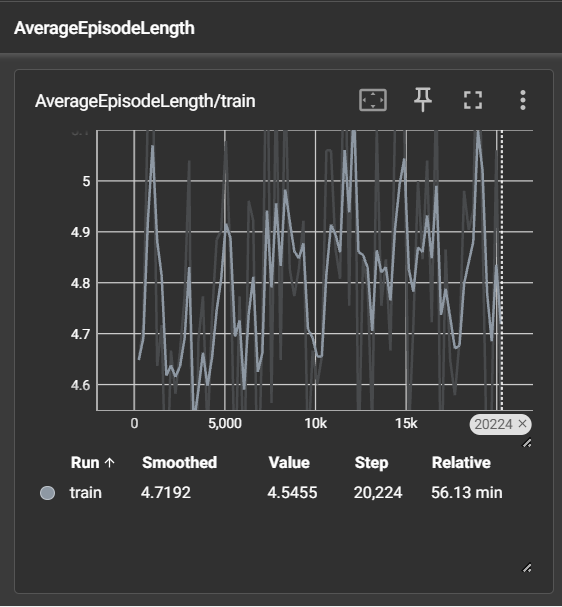 AverageEpisodeLength
AverageEpisodeLength/train
5
4.9
4.8
4.7
4.6
0 5,000 10k 15k 20224 ×
Run ↑ Smoothed Value Step Relative
train 4.7192 4.5455 20,224 56.13 min